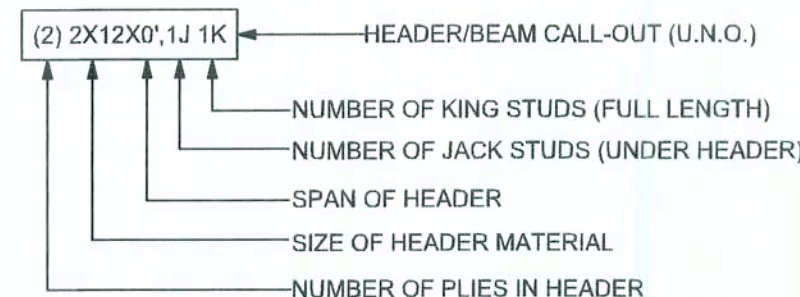 (2) 2X12X0',1J 1K
HEADER/BEAM CALL-OUT (U.N.O.)
NUMBER OF KING STUDS (FULL LENGTH)
NUMBER OF JACK STUDS (UNDER HEADER)
SPAN OF HEADER
SIZE OF HEADER MATERIAL
NUMBER OF PLIES IN HEADER